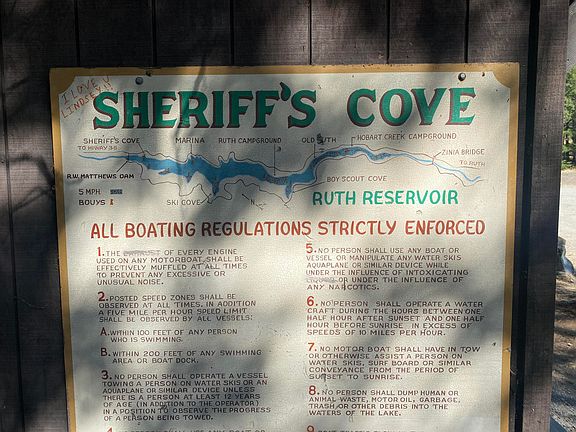 I LOVE
LINDSEY!!
SHERIFF'S COVE
SHERIFF'S COVE MARINA RUTH CAMPGROUND OLD RUTH HOBART CREEK CAMPGROUND
TO HIWAY 36
ZINIA BRIDGE
TO RUTH
R.W. MATTHEWS DAM
BOY SCOUT COVE
5 MPH
BOUYS
SKI COVE
N
RUTH RESERVOIR
ALL BOATING REGULATIONS STRICTLY ENFORCED
1. THE EXHAUST OF EVERY ENGINE
USED ON ANY MOTORBOAT, SHALL BE
EFFECTIVELY MUFFLED AT ALL TIMES
TO PREVENT ANY EXCESSIVE OR
UNUSUAL NOISE.
2. POSTED SPEED ZONES SHALL BE
OBSERVED AT ALL TIMES, IN ADDITION
A FIVE MILE PER HOUR SPEED LIMIT
SHALL BE OBSERVED BY ALL VESSELS:
A. WITHIN 100 FEET OF ANY PERSON
WHO IS SWIMMING.
B. WITHIN 200 FEET OF ANY SWIMMING
AREA OR BOAT DOCK.
3. NO PERSON SHALL OPERATE A VESSEL
TOWING A PERSON ON WATER SKIS OR AN
AQUAPLANE OR SIMILAR DEVICE UNLESS
THERE IS A PERSON AT LEAST 12 YEARS
OF AGE (IN ADDITION TO THE OPERATOR)
IN A POSITION TO OBSERVE THE PROGRESS
OF A PERSON BEING TOWED.
5. NO PERSON SHALL USE ANY BOAT OR
VESSEL OR MANIPULATE ANY WATER SKIS
AQUAPLANE OR SIMILAR DEVICE WHILE
UNDER THE INFLUENCE OF INTOXICATING
LIQUOR OR UNDER THE INFLUENCE OF
ANY NARCOTICS.
6. NO PERSON SHALL OPERATE A WATER
CRAFT DURING THE HOURS BETWEEN ONE
HALF HOUR AFTER SUNSET AND ONE HALF
HOUR BEFORE SUNRISE IN EXCESS OF
SPEEDS OF 10 MILES PER HOUR.
7. NO MOTOR BOAT SHALL HAVE IN TOW
OR OTHERWISE ASSIST A PERSON ON
WATER SKIS, SURF BOARD OR SIMILAR
CONVEYANCE FROM THE PERIOD OF
SUNSET TO SUNRISE.
8. NO PERSON SHALL DUMP HUMAN OR
ANIMAL WASTE, MOTOR OIL, GARBAGE,
TRASH, OR OTHER DEBRIS INTO THE
WATERS OF THE LAKE.